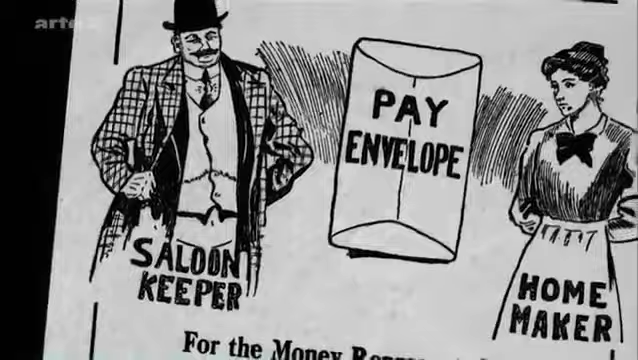 arte
PAY
ENVELOPE
SALOON
KEEPER
HOME
MAKER
For the Money